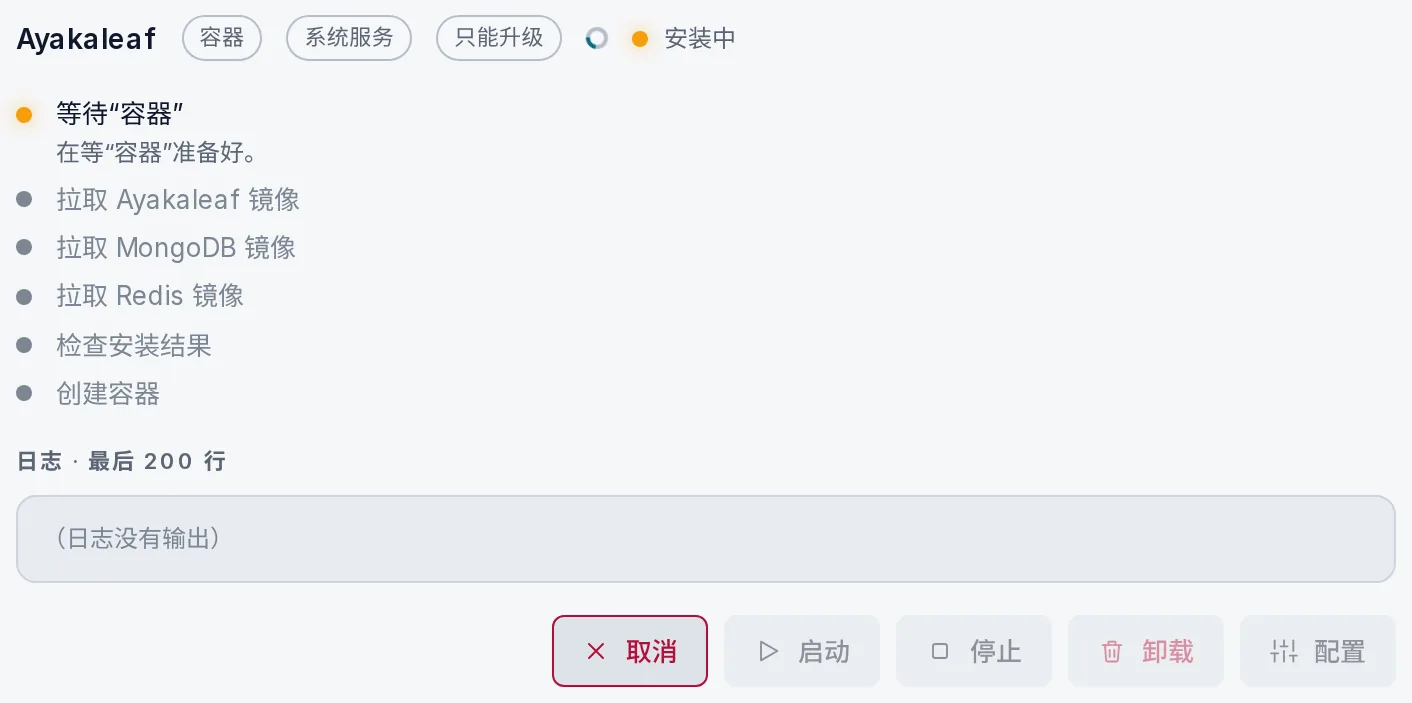 Ayakaleaf 容器 系统服务 只能升级 安装中
等待“容器”
在等“容器”准备好。
拉取 Ayakaleaf 镜像
拉取 MongoDB 镜像
拉取 Redis 镜像
检查安装结果
创建容器
日志 · 最后 200 行
（日志没有输出）
取消 启动 停止 卸载 配置